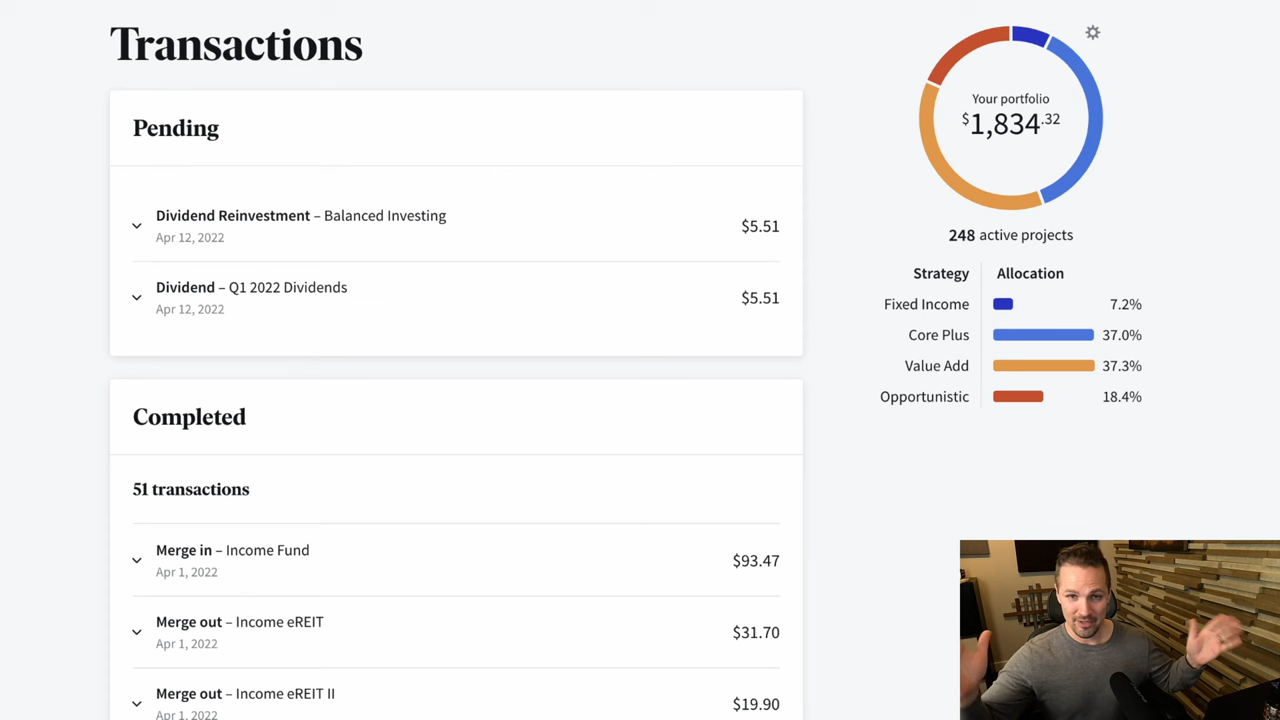 Transactions
Pending
Dividend Reinvestment – Balanced Investing
Apr 12, 2022
$5.51
Dividend – Q1 2022 Dividends
Apr 12, 2022
$5.51
Completed
51 transactions
Merge in – Income Fund
Apr 1, 2022
$93.47
Merge out – Income eREIT
Apr 1, 2022
$31.70
Merge out – Income eREIT II
Apr 1, 2022
$19.90
Your portfolio
$1,834.32
248 active projects
Strategy Allocation
Fixed Income 7.2%
Core Plus 37.0%
Value Add 37.3%
Opportunistic 18.4%